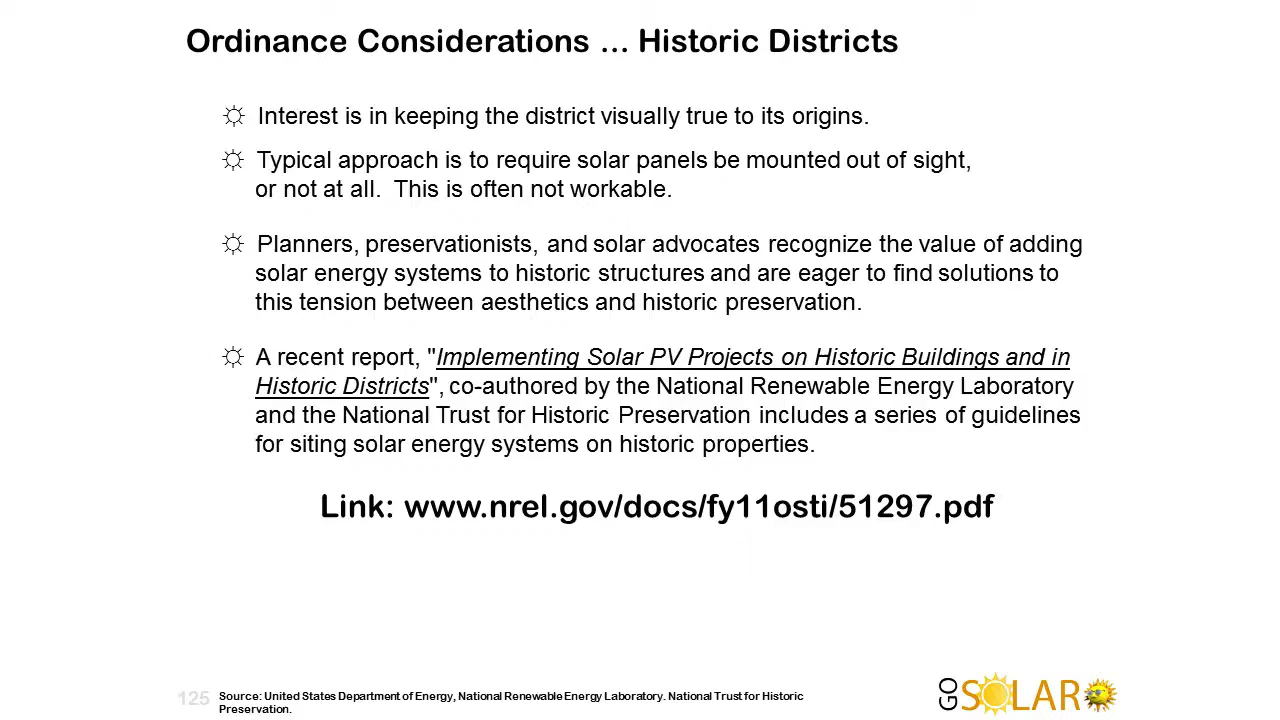 Ordinance Considerations ... Historic Districts
Interest is in keeping the district visually true to its origins.
Typical approach is to require solar panels be mounted out of sight,
or not at all. This is often not workable.
Planners, preservationists, and solar advocates recognize the value of adding
solar energy systems to historic structures and are eager to find solutions to
this tension between aesthetics and historic preservation.
A recent report, "Implementing Solar PV Projects on Historic Buildings and in
Historic Districts", co-authored by the National Renewable Energy Laboratory
and the National Trust for Historic Preservation includes a series of guidelines
for siting solar energy systems on historic properties.
Link: www.nrel.gov/docs/fy11osti/51297.pdf
125
Source: United States Department of Energy, National Renewable Energy Laboratory. National Trust for Historic
Preservation.
GO SOLAR